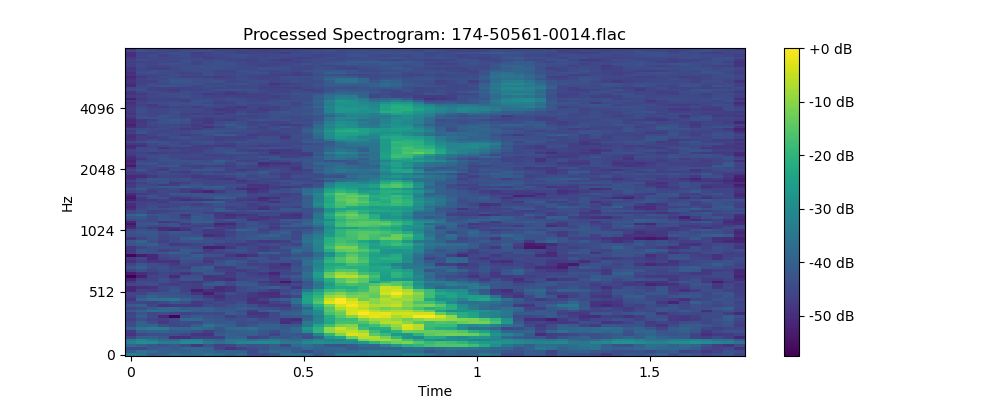 Processed Spectrogram: 174-50561-0014.flac
+0 dB
4096
-10 dB
-20 dB
2048
Hz
-30 dB
1024
-40 dB
512
-50 dB
0
0 0.5 1 1.5
Time